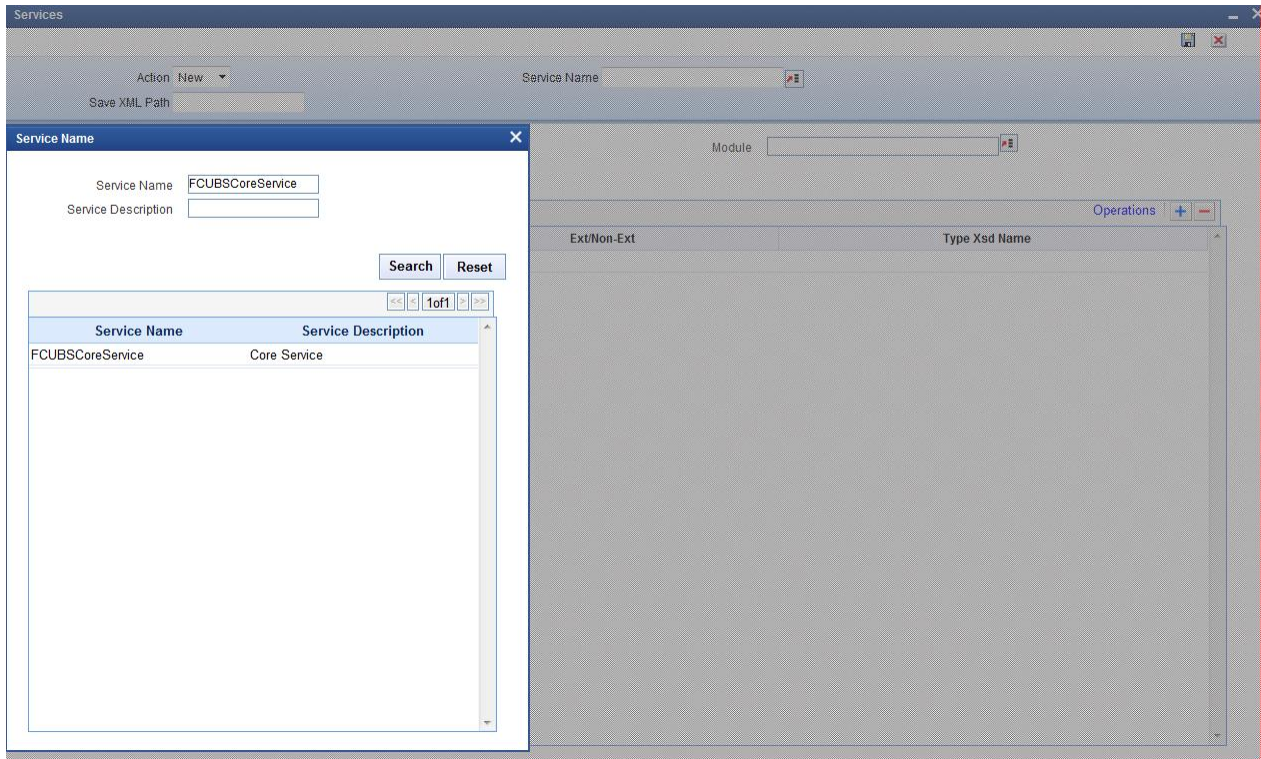 Services
Action New
Service Name
Save XML Path
Service Name
Module
Service Name FCUBSCoreService
Service Description
Operations
Ext/Non-Ext Type Xsd Name
Search Reset
<< < 1of1 > >>
Service Name Service Description
FCUBSCoreService Core Service